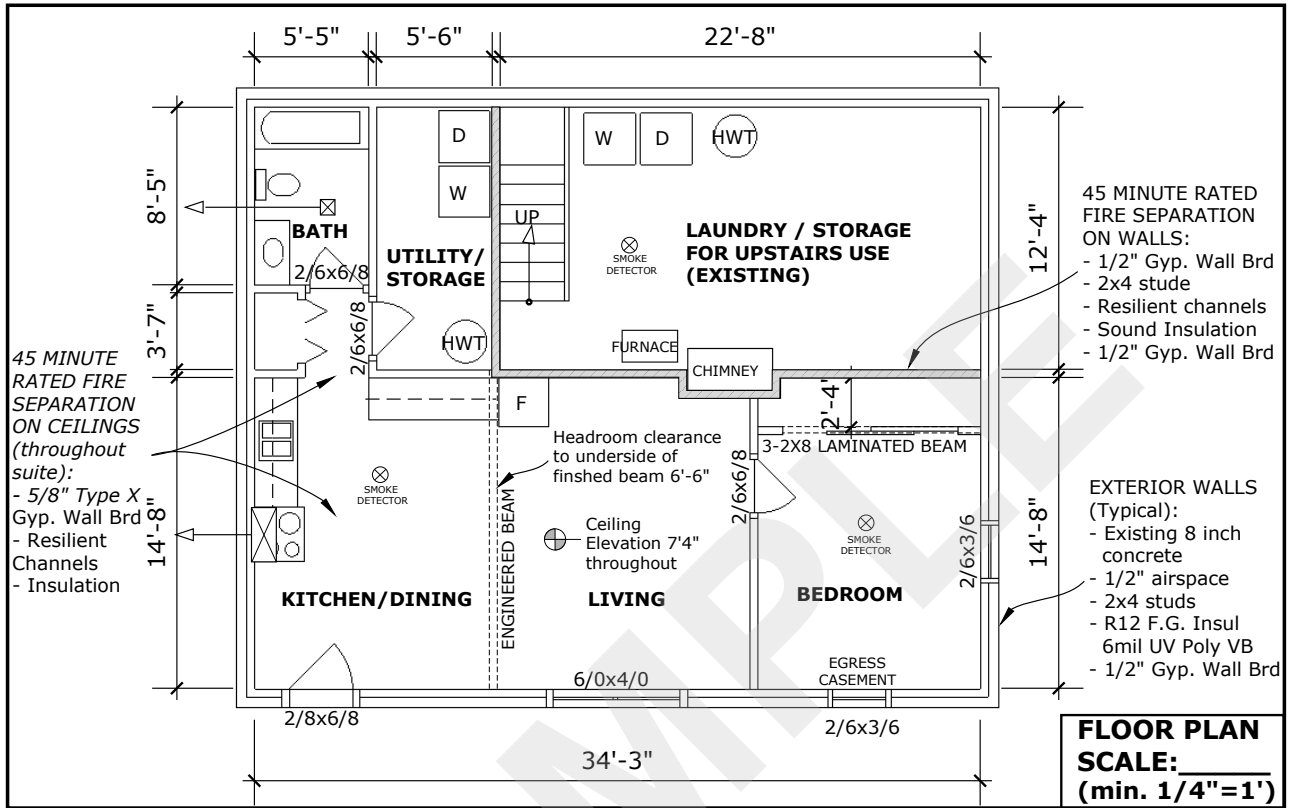 5'-5"
5'-6"
22'-8"
D
W
W
D
HWT
8'-5"
BATH
2/6x6/8
UTILITY/
STORAGE
UP
SMOKE
DETECTOR
LAUNDRY / STORAGE
FOR UPSTAIRS USE
(EXISTING)
12'-4"
45 MINUTE RATED
FIRE SEPARATION
ON WALLS:
- 1/2" Gyp. Wall Brd
- 2x4 stude
- Resilient channels
- Sound Insulation
- 1/2" Gyp. Wall Brd
3'-7"
2/6x6/8
HWT
FURNACE
CHIMNEY
45 MINUTE
RATED FIRE
SEPARATION
ON CEILINGS
(throughout
suite):
- 5/8" Type X
Gyp. Wall Brd
- Resilient
Channels
- Insulation
14'-8"
F
2'-4"
Headroom clearance
to underside of
finshed beam 6'-6"
3-2X8 LAMINATED BEAM
2/6x6/8
SMOKE
DETECTOR
ENGINEERED BEAM
Ceiling
Elevation 7'4"
throughout
SMOKE
DETECTOR
2/6x3/6
14'-8"
EXTERIOR WALLS
(Typical):
- Existing 8 inch
concrete
- 1/2" airspace
- 2x4 studs
- R12 F.G. Insul
6mil UV Poly VB
- 1/2" Gyp. Wall Brd
KITCHEN/DINING
LIVING
BEDROOM
EGRESS
CASEMENT
6/0x4/0
2/8x6/8
2/6x3/6
34'-3"
FLOOR PLAN
SCALE:_____
(min. 1/4"=1')
MPLE